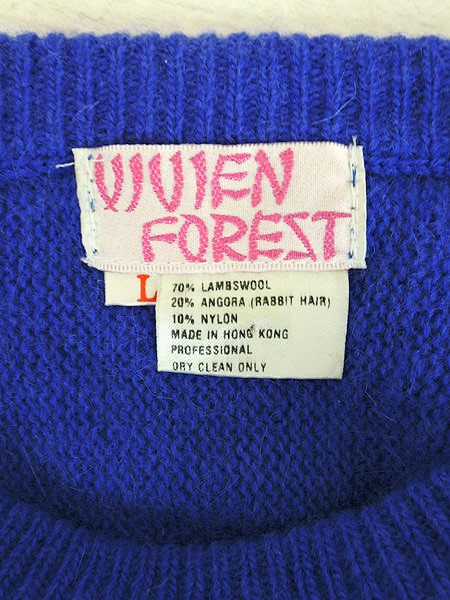 VIVIEN
FOREST
L
70% LAMBSWOOL
20% ANGORA (RABBIT HAIR)
10% NYLON
MADE IN HONG KONG
PROFESSIONAL
DRY CLEAN ONLY